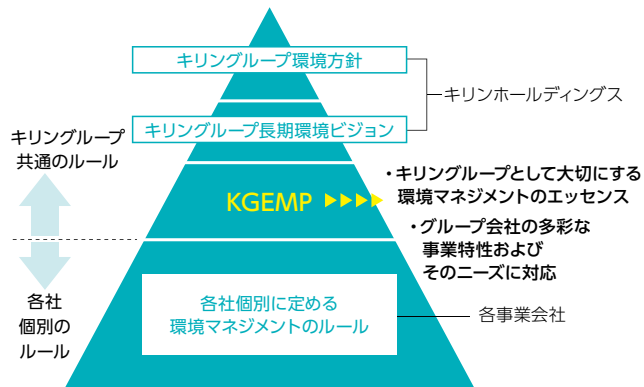 キリングループ環境方針
キリンホールディングス
キリングループ長期環境ビジョン
キリングループ
共通のルール
KGEMP
・キリングループとして大切にする
環境マネジメントのエッセンス
・グループ会社の多彩な
事業特性および
そのニーズに対応
各社
個別の
ルール
各社個別に定める
環境マネジメントのルール
各事業会社